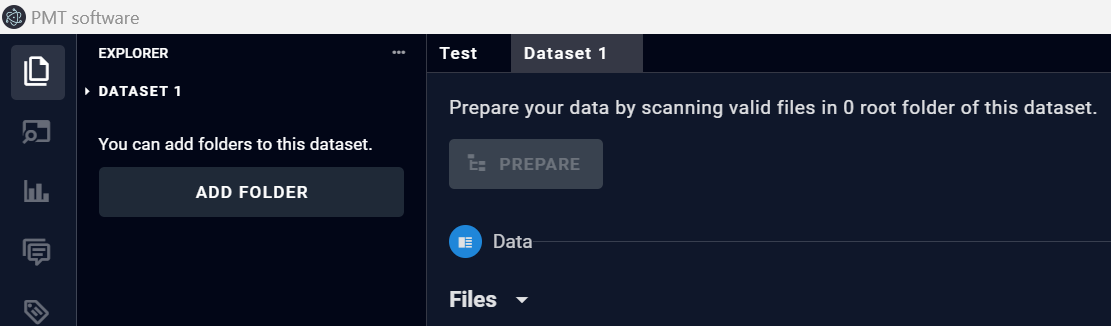 PMT software
EXPLORER
DATASET 1
You can add folders to this dataset.
ADD FOLDER
Test
Dataset 1
Prepare your data by scanning valid files in 0 root folder of this dataset.
PREPARE
Data
Files